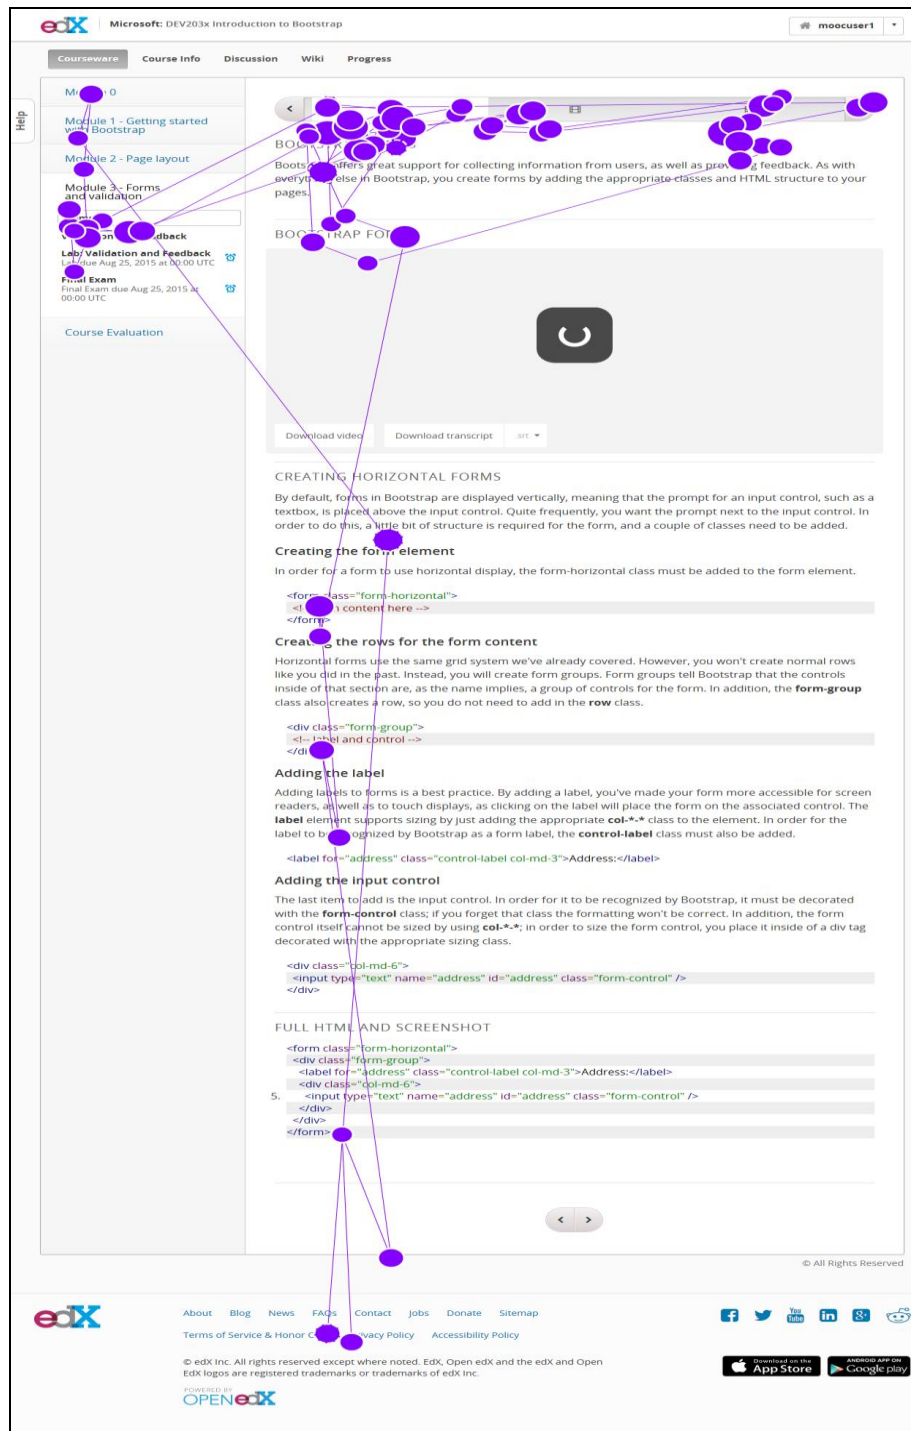 edX Microsoft: DEV203x Introduction to Bootstrap
moocuser1
Courseware Course Info Discussion Wiki Progress
Help
0
Module 1 - Getting started
with Bootstrap
Module 2 - Page layout
Module 3 - Forms
and validation
Lab: Validation and Feedback
Lab due Aug 25, 2015 at 00:00 UTC
Final Exam
Final Exam due Aug 25, 2015 at
00:00 UTC
Course Evaluation
offers great support for collecting information from users, as well as providing feedback. As with
else in Bootstrap, you create forms by adding the appropriate classes and HTML structure to your
pages.
BOOTSTRAP
Download video Download transcript .srt
CREATING HORIZONTAL FORMS
By default, forms in Bootstrap are displayed vertically, meaning that the prompt for an input control, such as a
textbox, is placed above the input control. Quite frequently, you want the prompt next to the input control. In
order to do this, a little bit of structure is required for the form, and a couple of classes need to be added.
Creating the form element
In order for a form to use horizontal display, the form-horizontal class must be added to the form element.
<form class="form-horizontal">
content here -->
</form>
Creating the rows for the form content
Horizontal forms use the same grid system we've already covered. However, you won't create normal rows
like you did in the past. Instead, you will create form groups. Form groups tell Bootstrap that the controls
inside of that section are, as the name implies, a group of controls for the form. In addition, the form-group
class also creates a row, so you do not need to add in the row class.
<div class="form-group">
<!-- label and control -->
</di
Adding the label
Adding labels to forms is a best practice. By adding a label, you've made your form more accessible for screen
readers, as well as to touch displays, as clicking on the label will place the form on the associated control. The
label element supports sizing by just adding the appropriate col-*-* class to the element. In order for the
label to be recognized by Bootstrap as a form label, the control-label class must also be added.
<label for="address" class="control-label col-md-3">Address:</label>
Adding the input control
The last item to add is the input control. In order for it to be recognized by Bootstrap, it must be decorated
with the form-control class; if you forget that class the formatting won't be correct. In addition, the form
control itself cannot be sized by using col-*-*; in order to size the form control, you place it inside of a div tag
decorated with the appropriate sizing class.
<div class="col-md-6">
<input type="text" name="address" id="address" class="form-control" />
</div>
FULL HTML AND SCREENSHOT
<form class="form-horizontal">
<div class="form-group">
<label for="address" class="control-label col-md-3">Address:</label>
<div class="col-md-6">
5. <input type="text" name="address" id="address" class="form-control" />
</div>
</div>
</form>
© All Rights Reserved
edX
About Blog News FAQs Contact Jobs Donate Sitemap
Terms of Service & Honor Privacy Policy Accessibility Policy
© edX Inc. All rights reserved except where noted. EdX, Open edX and the edX and Open
EdX logos are registered trademarks or trademarks of edX Inc.
POWERED BY
OPEN edX
You
Tube
in
Download on the
App Store
ANDROID APP ON
Google play